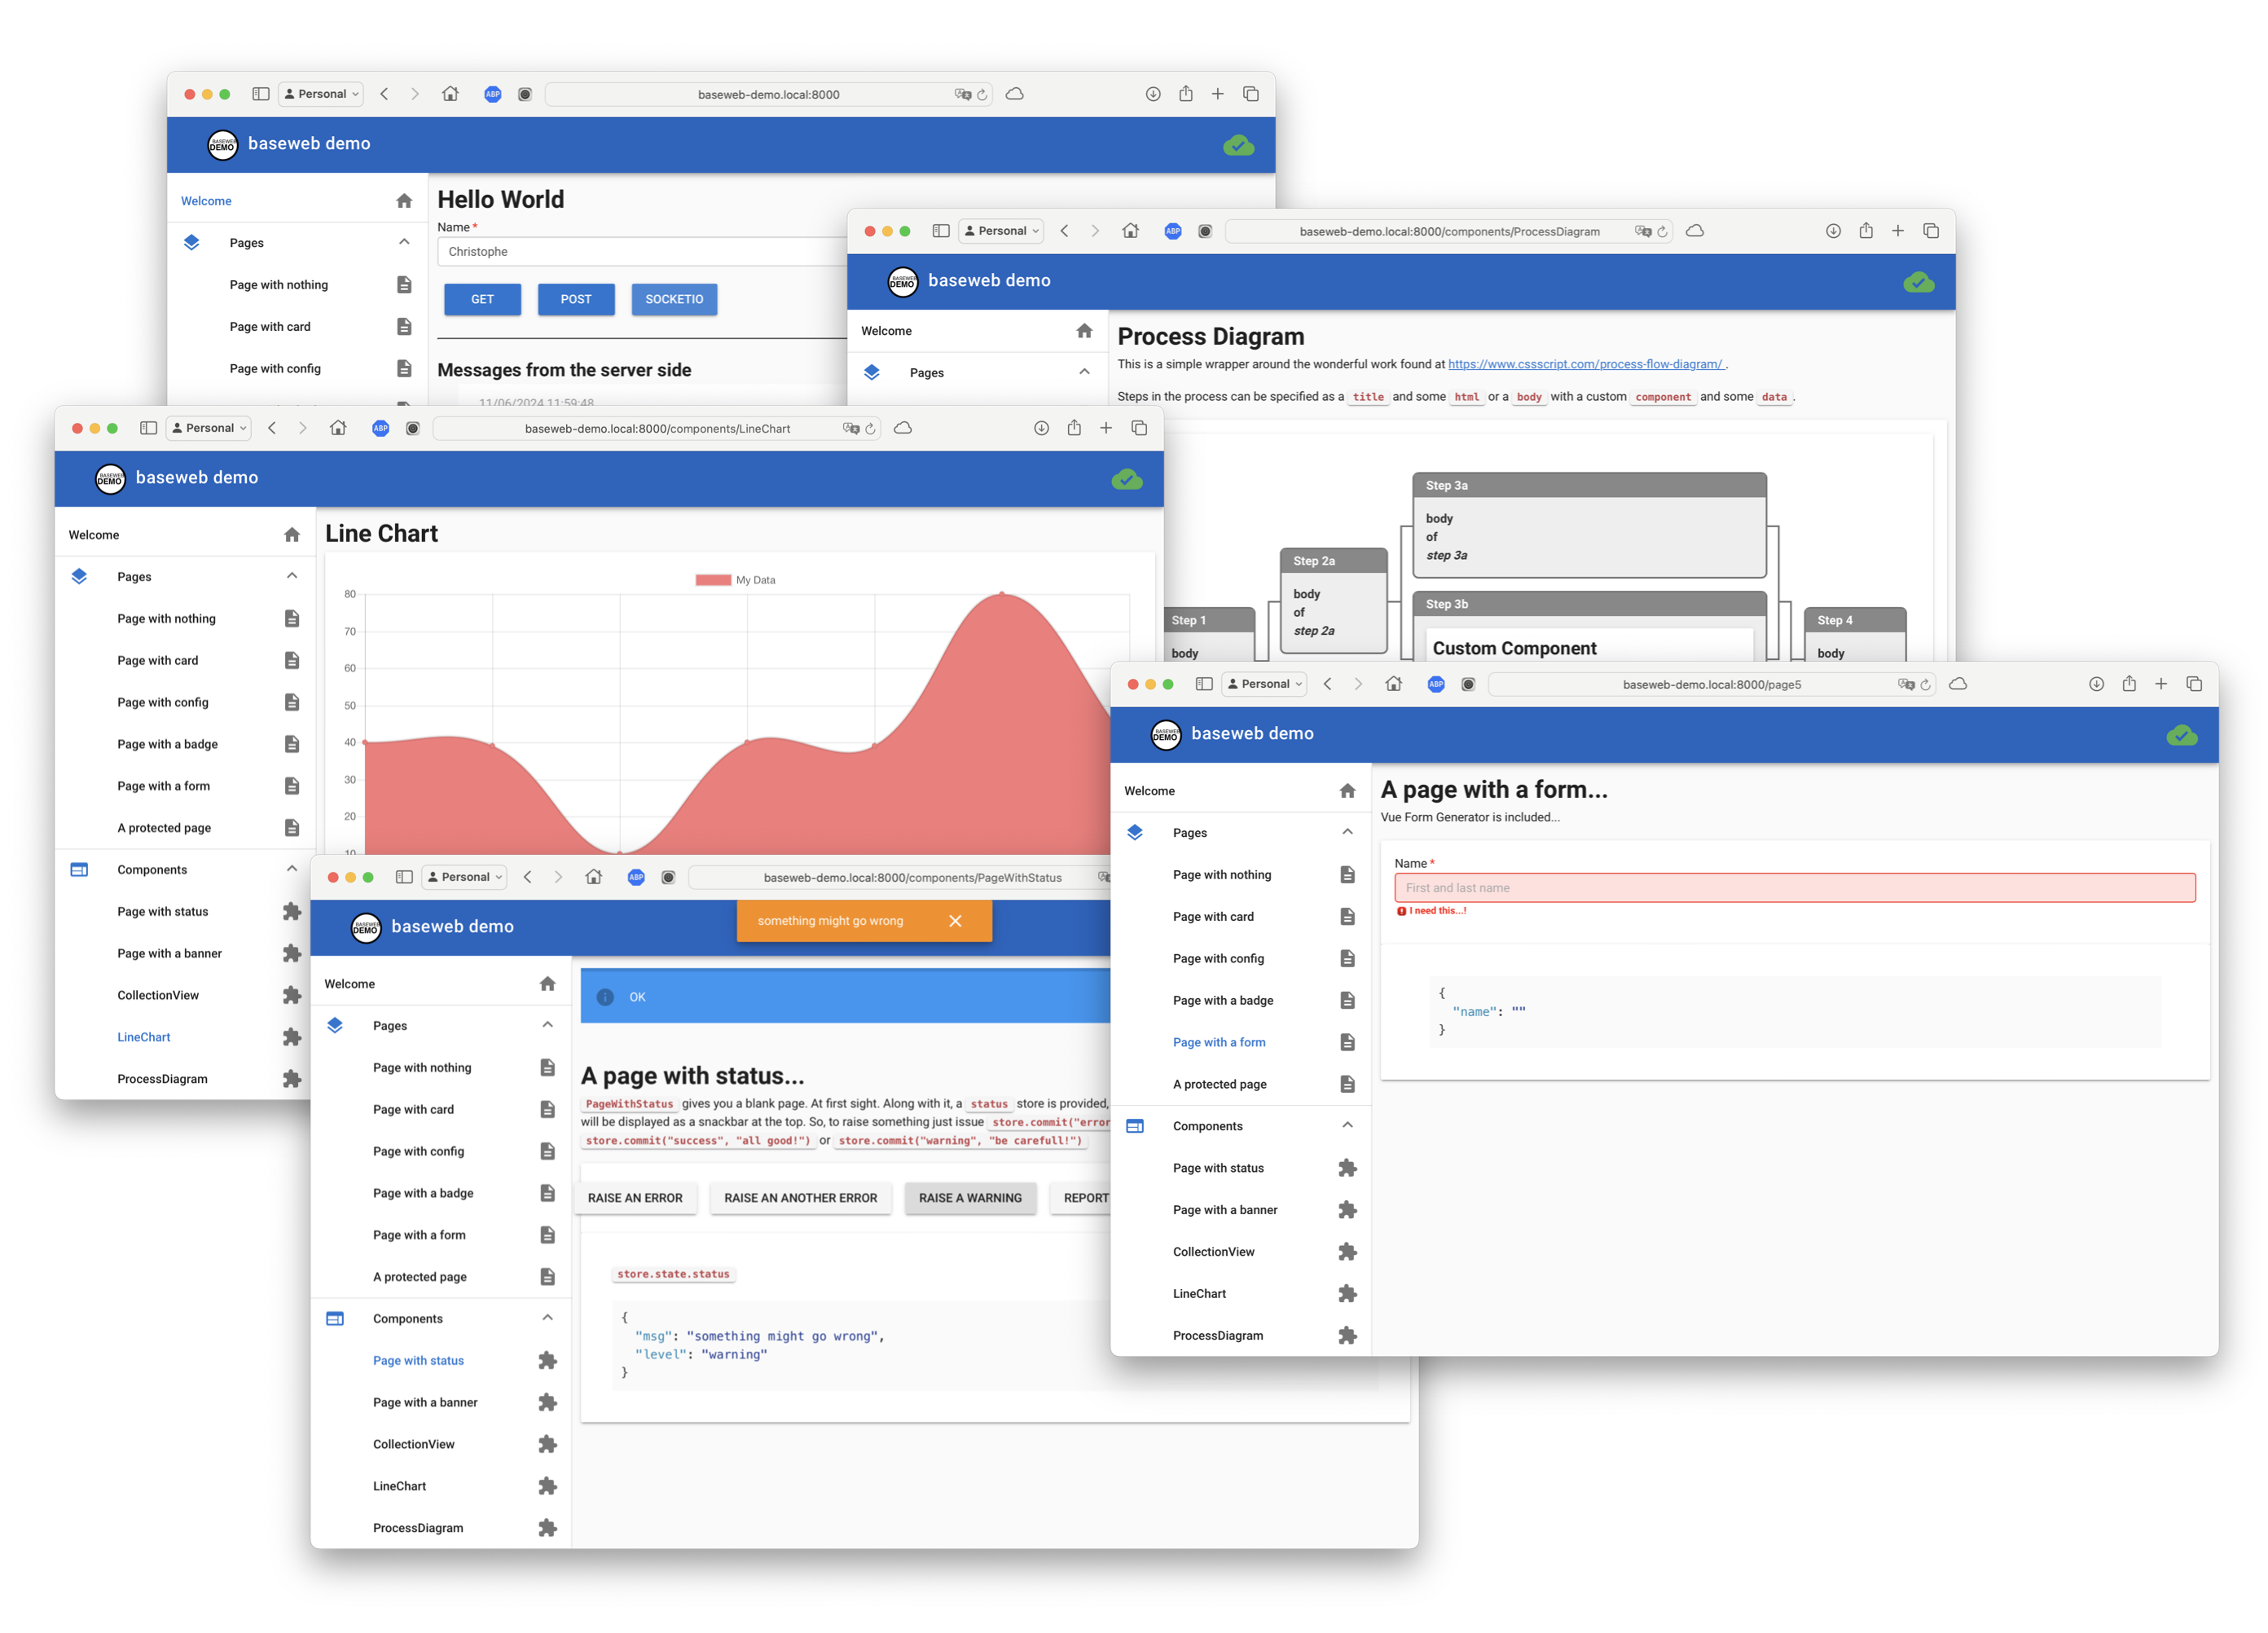 Personal
baseweb-demo.local:8000
BASEWEB
DEMO
baseweb demo
Welcome
Pages
Page with nothing
Page with card
Page with config
Hello World
Name *
Christophe
GET POST SOCKETIO
Messages from the server side
11/06/2024 11:59:48
Personal
baseweb-demo.local:8000/components/ProcessDiagram
BASEWEB
DEMO
baseweb demo
Welcome
Pages
Process Diagram
This is a simple wrapper around the wonderful work found at https://www.cssscript.com/process-flow-diagram/ .
Steps in the process can be specified as a title and some html or a body with a custom component and some data .
Step 1
body
Step 2a
body
of
step 2a
Step 3a
body
of
step 3a
Step 3b
Custom Component
Step 4
body
Personal
baseweb-demo.local:8000/components/LineChart
BASEWEB
DEMO
baseweb demo
Welcome
Pages
Page with nothing
Page with card
Page with config
Page with a badge
Page with a form
A protected page
Components
Page with status
Page with a banner
CollectionView
LineChart
ProcessDiagram
Line Chart
My Data
80
70
60
50
40
30
20
10
Personal
baseweb-demo.local:8000/components/PageWithStatus
BASEWEB
DEMO
baseweb demo
something might go wrong
Welcome
Pages
Page with nothing
Page with card
Page with config
Page with a badge
Page with a form
A protected page
Components
Page with status
Page with a banner
CollectionView
LineChart
ProcessDiagram
OK
A page with status...
PageWithStatus gives you a blank page. At first sight. Along with it, a status store is provided,
will be displayed as a snackbar at the top. So, to raise something just issue store.commit("error
store.commit("success", "all good!") or store.commit("warning", "be carefull!")
RAISE AN ERROR RAISE AN ANOTHER ERROR RAISE A WARNING REPORT
store.state.status
{
"msg": "something might go wrong",
"level": "warning"
}
Personal
baseweb-demo.local:8000/page5
BASEWEB
DEMO
baseweb demo
Welcome
Pages
Page with nothing
Page with card
Page with config
Page with a badge
Page with a form
A protected page
Components
Page with status
Page with a banner
CollectionView
LineChart
ProcessDiagram
A page with a form...
Vue Form Generator is included...
Name *
First and last name
I need this...!
{
"name": ""
}